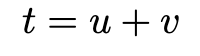 t = u + v